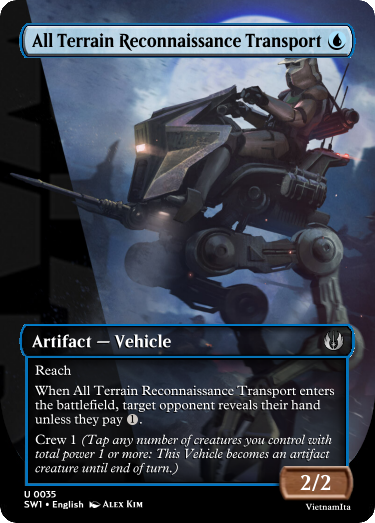 All Terrain Reconnaissance Transport
Artifact — Vehicle
Reach
When All Terrain Reconnaissance Transport enters
the battlefield, target opponent reveals their hand
unless they pay 1.
Crew 1 (Tap any number of creatures you control with
total power 1 or more: This Vehicle becomes an artifact
creature until end of turn.)
2/2
U 0035
SW1 • English ALEX KIM
VietnamIta